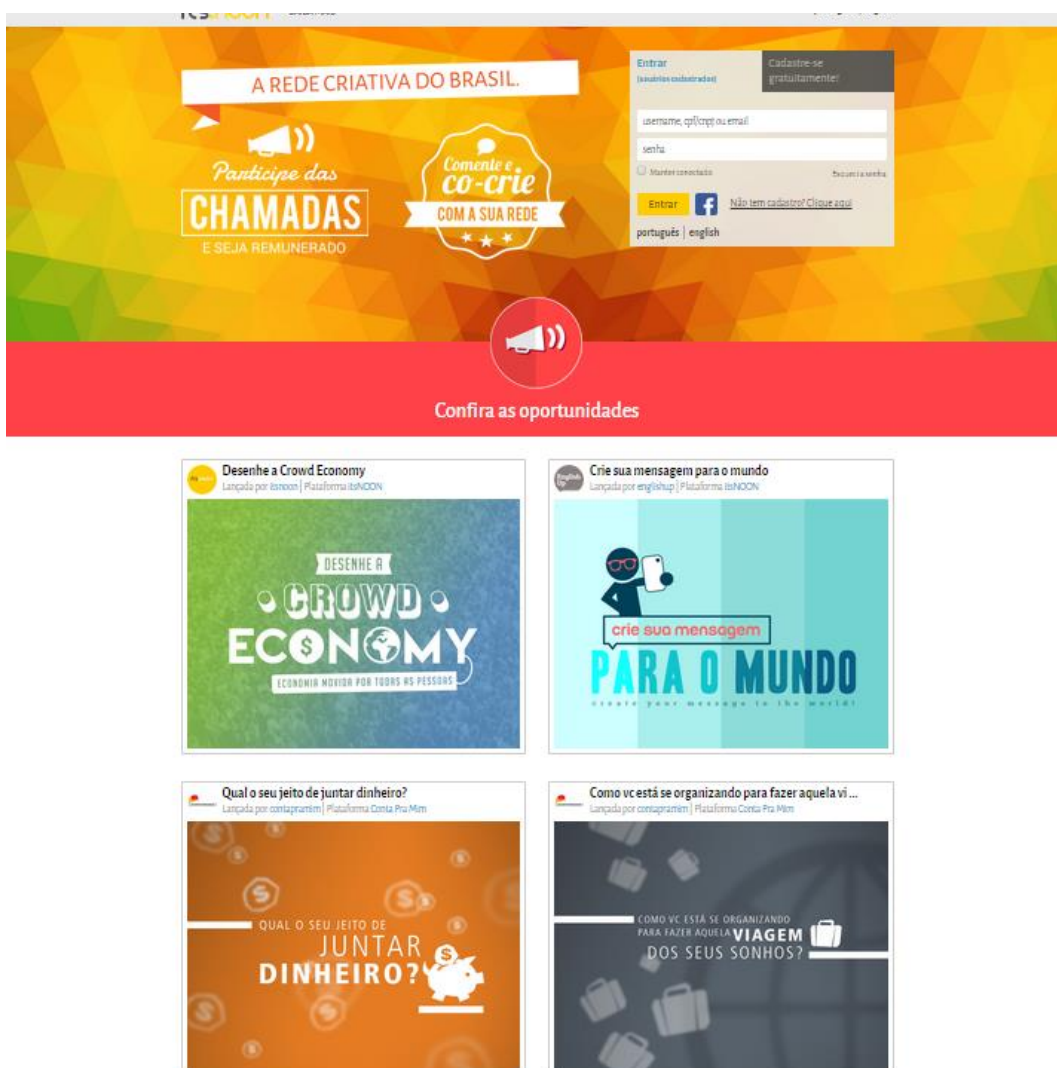 A REDE CRIATIVA DO BRASIL.
Participe das
CHAMADAS
E SEJA REMUNERADO
Comente e
co-crie
COM A SUA REDE
Entrar
(usuários cadastrados)
Cadastre-se
gratuitamente!
username, cpf/cnpj ou email
senha
Manter conectado
Esqueci a senha
Entrar
Não tem cadastro? Clique aqui
português | english
Confira as oportunidades
Desenhe a Crowd Economy
Lançada por itsnoon | Plataforma itsNOON
DESENHE A
CROWD
ECONOMY
ECONOMIA MOVIDA POR TODAS AS PESSOAS
Crie sua mensagem para o mundo
Lançada por englishup | Plataforma itsNOON
English
Up
crie sua mensagem
PARA O MUNDO
create your message to the world!
Qual o seu jeito de juntar dinheiro?
Lançada por contapramim | Plataforma Conta Pra Mim
QUAL O SEU JEITO DE
JUNTAR
DINHEIRO?
Como vc está se organizando para fazer aquela vi ...
Lançada por contapramim | Plataforma Conta Pra Mim
COMO VC ESTÁ SE ORGANIZANDO
PARA FAZER AQUELA VIAGEM
DOS SEUS SONHOS?